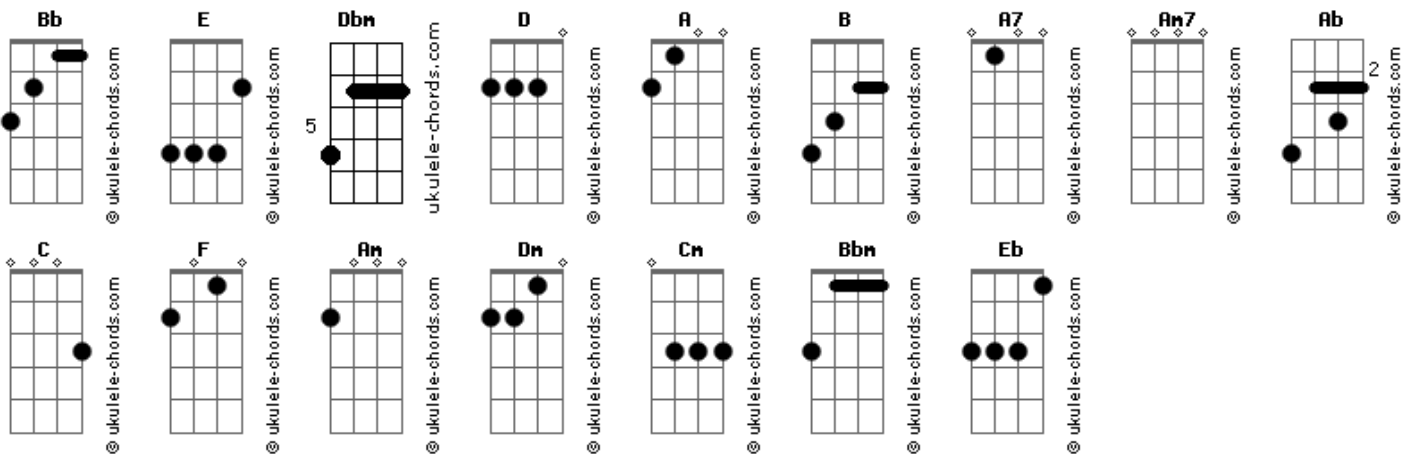 Bb E Dbm D A B A7 Am7 Ab
5 2
© ukulele-chords.com © ukulele-chords.com ukulele-chords.com © ukulele-chords.com © ukulele-chords.com © ukulele-chords.com © ukulele-chords.com © ukulele-chords.com © ukulele-chords.com
C F Am Dm Cm Bbm Eb
© ukulele-chords.com © ukulele-chords.com © ukulele-chords.com © ukulele-chords.com © ukulele-chords.com © ukulele-chords.com © ukulele-chords.com